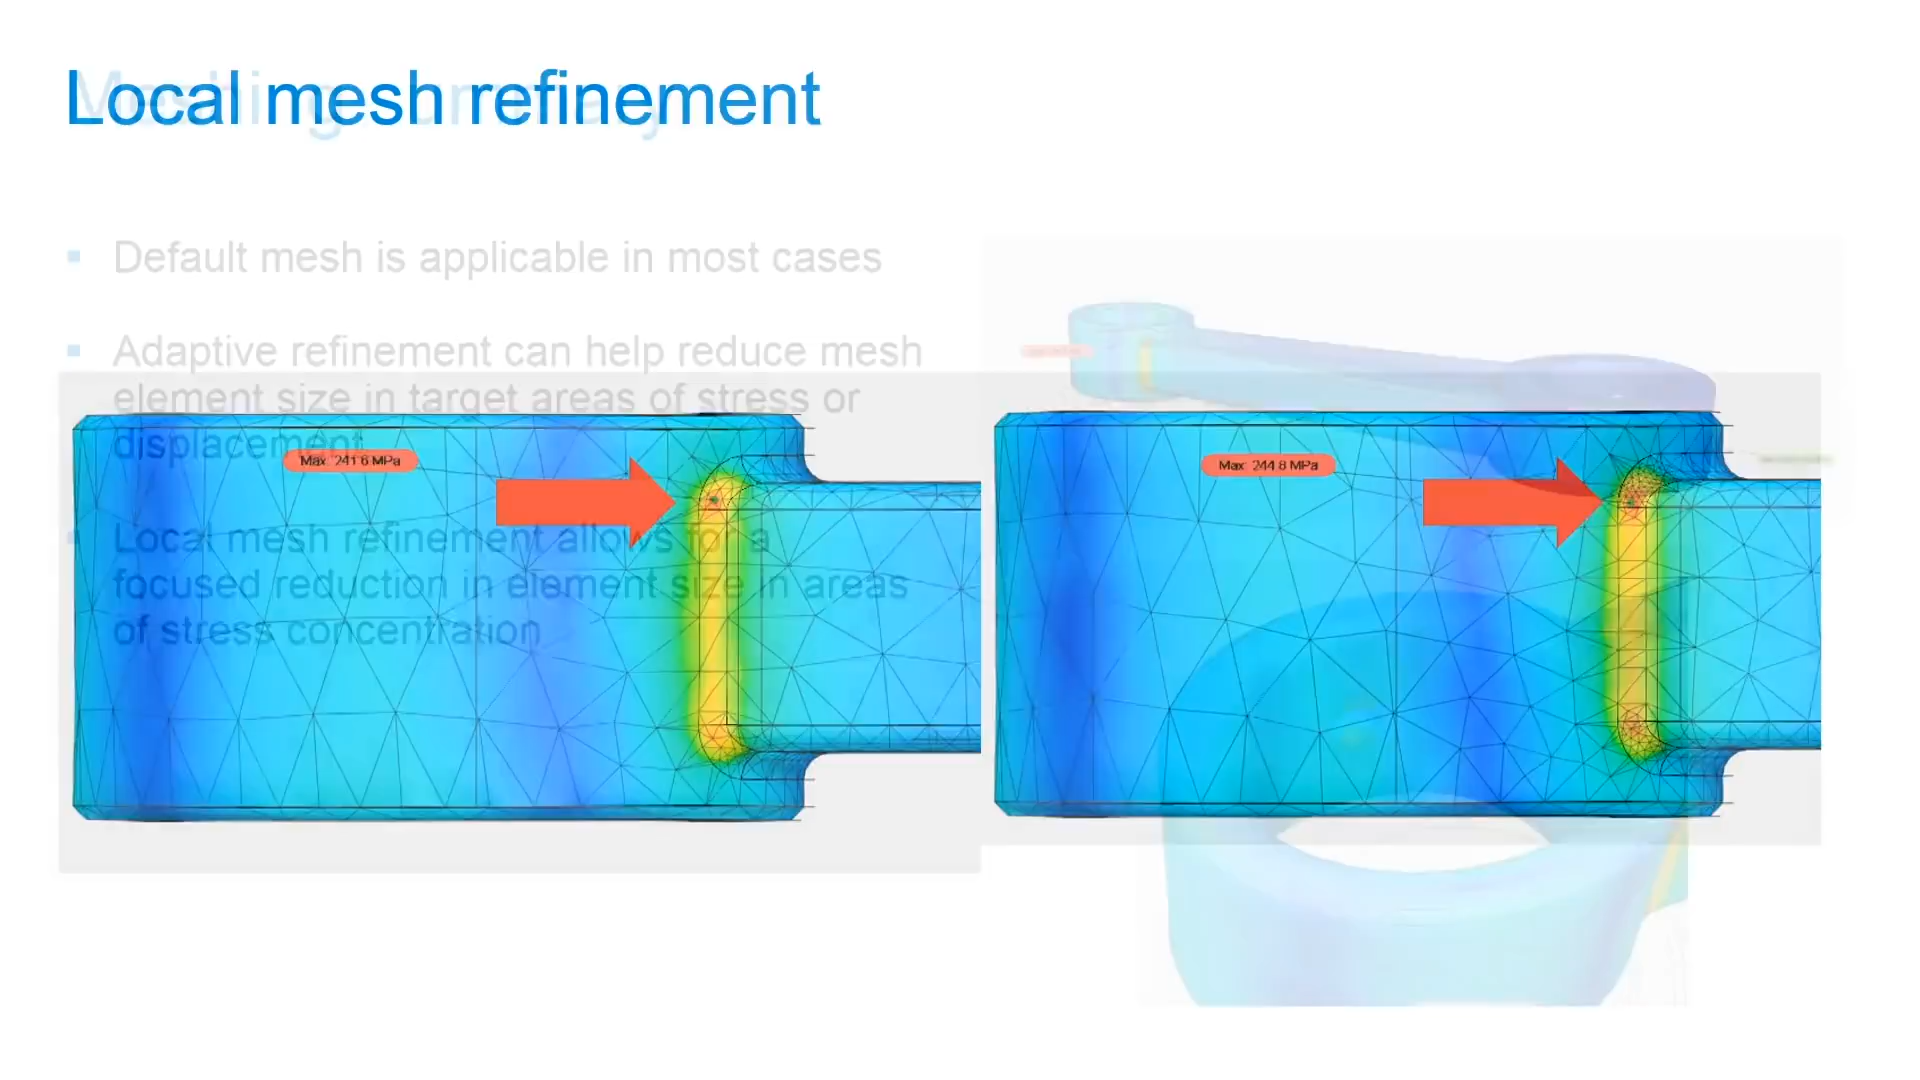 Local mesh refinement
Meshing summary
Default mesh is applicable in most cases
Adaptive refinement can help reduce mesh
element size in target areas of stress or
displacement
Max: 241.6 MPa
Max: 244.8 MPa
Local mesh refinement allows for a
focused reduction in element size in areas
of stress concentration